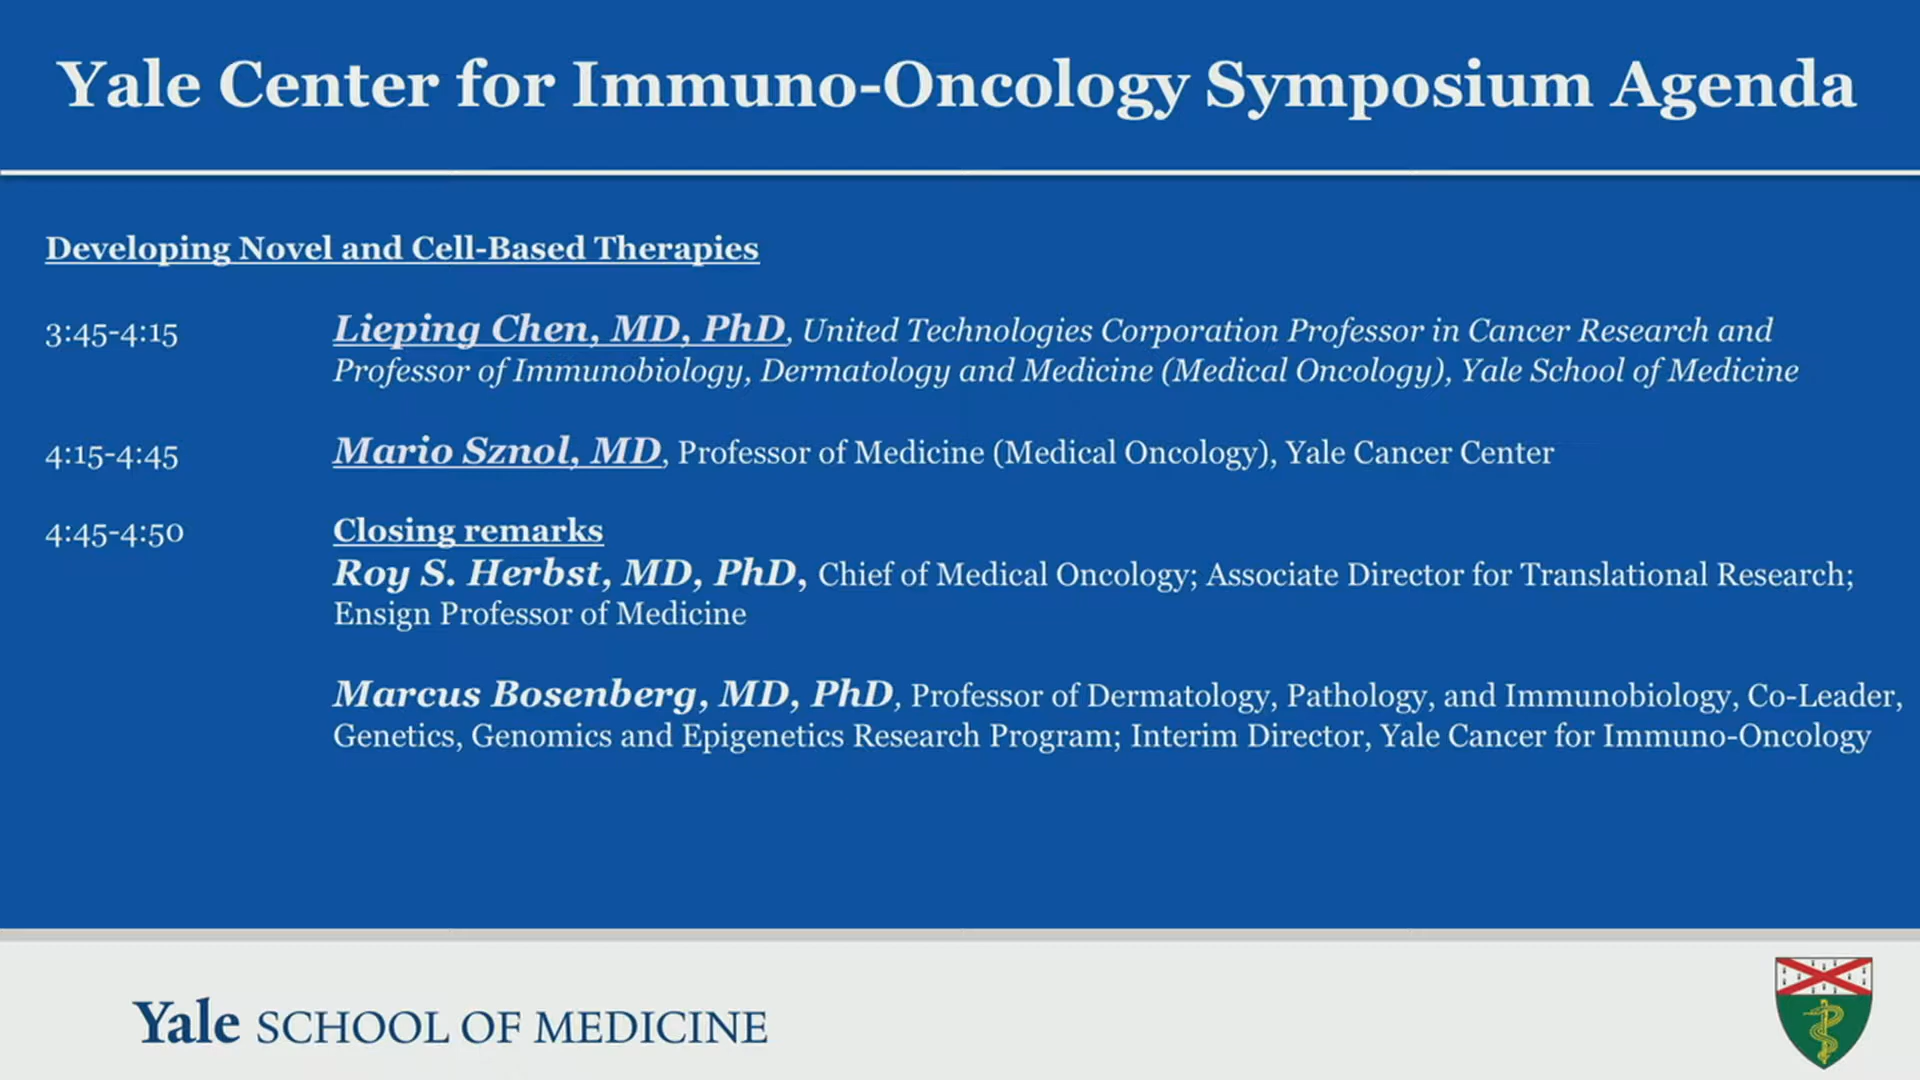 Yale Center for Immuno-Oncology Symposium Agenda
Developing Novel and Cell-Based Therapies
3:45-4:15 Lieping Chen, MD, PhD, United Technologies Corporation Professor in Cancer Research and
Professor of Immunobiology, Dermatology and Medicine (Medical Oncology), Yale School of Medicine
4:15-4:45 Mario Sznol, MD, Professor of Medicine (Medical Oncology), Yale Cancer Center
4:45-4:50 Closing remarks
Roy S. Herbst, MD, PhD, Chief of Medical Oncology; Associate Director for Translational Research;
Ensign Professor of Medicine
Marcus Bosenberg, MD, PhD, Professor of Dermatology, Pathology, and Immunobiology, Co-Leader,
Genetics, Genomics and Epigenetics Research Program; Interim Director, Yale Cancer for Immuno-Oncology
Yale SCHOOL OF MEDICINE